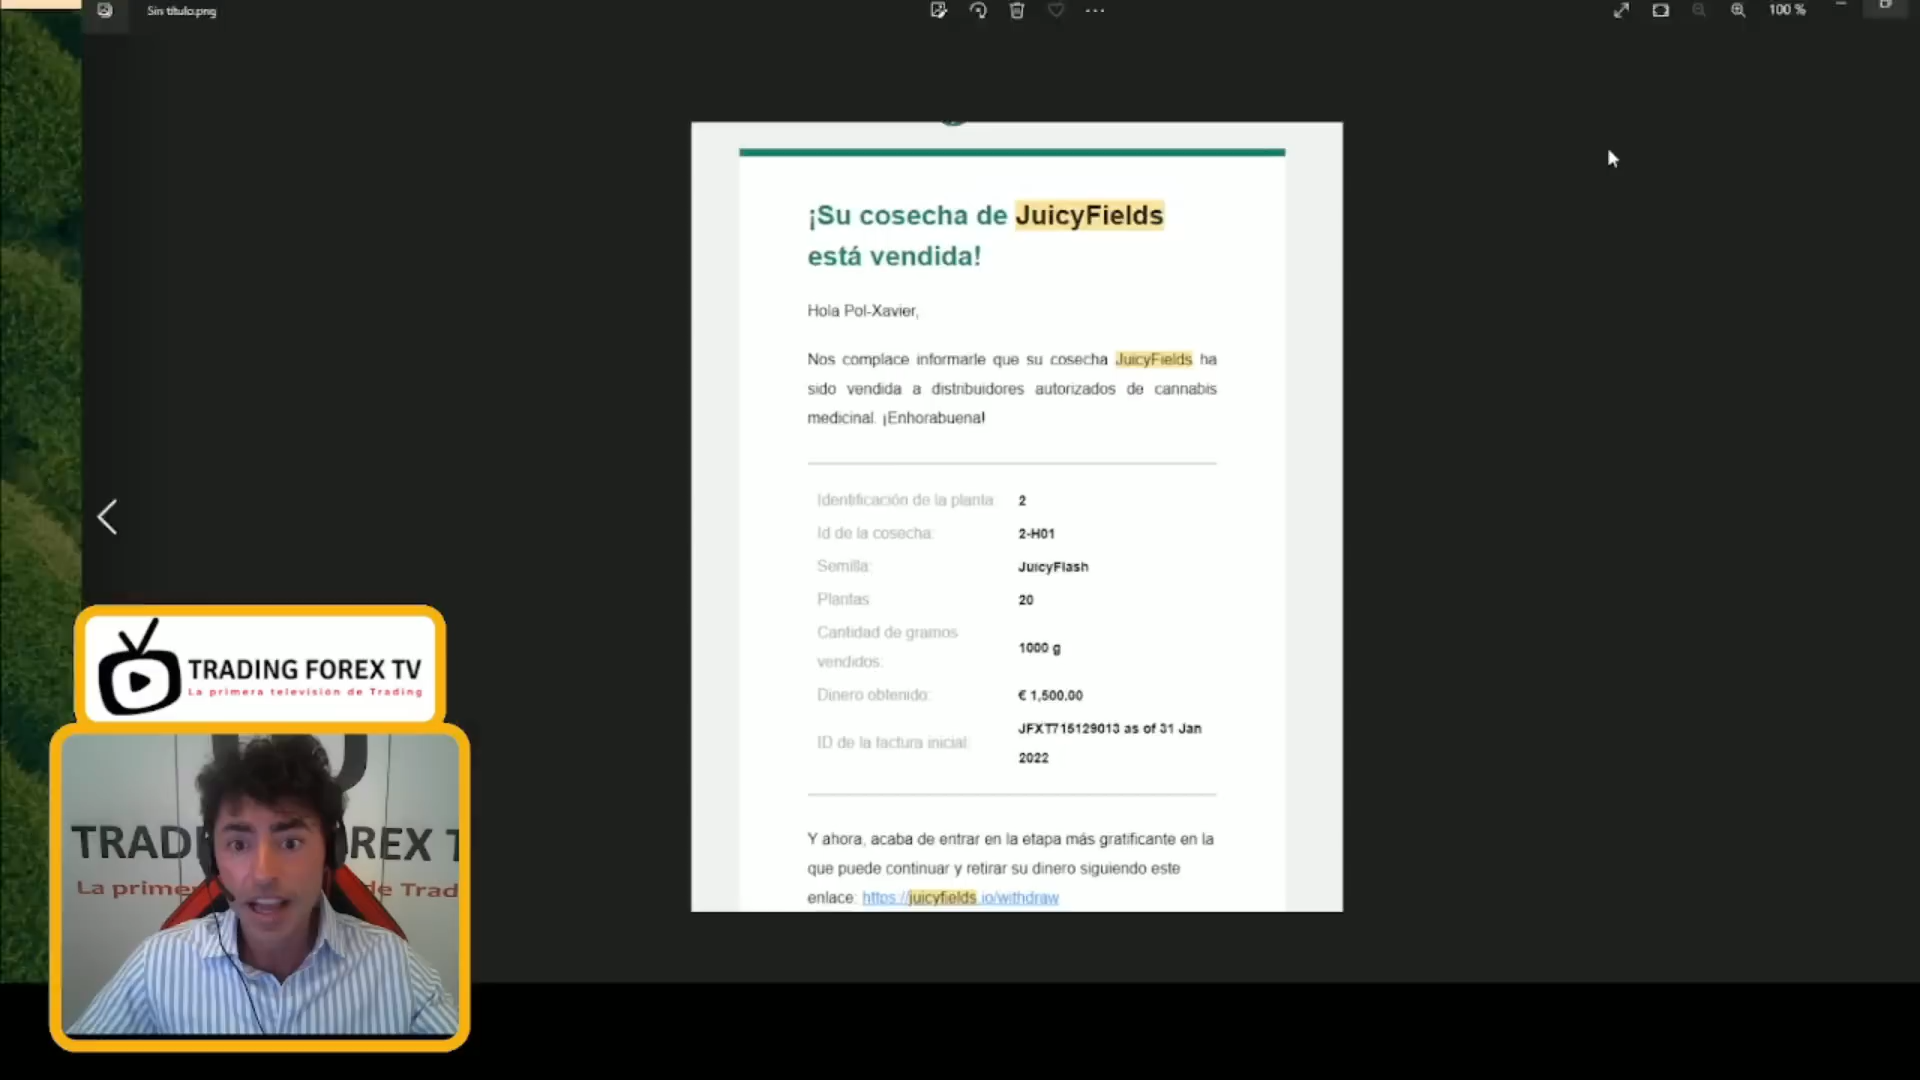 Sin título.png
100 %
¡Su cosecha de JuicyFields
está vendida!
Hola Pol-Xavier,
Nos complace informarle que su cosecha JuicyFields ha
sido vendida a distribuidores autorizados de cannabis
medicinal. ¡Enhorabuena!
Identificación de la planta: 2
Id de la cosecha: 2-H01
Semilla: JuicyFlash
Plantas 20
Cantidad de gramos
vendidos: 1000 g
Dinero obtenido: € 1,500.00
ID de la factura inicial: JFXT715129013 as of 31 Jan
2022
Y ahora, acaba de entrar en la etapa más gratificante en la
que puede continuar y retirar su dinero siguiendo este
enlace: https://juicyfields.io/withdraw
TRADING FOREX TV
La primera televisión de Trading
TRAD REX T
La prime de Trad